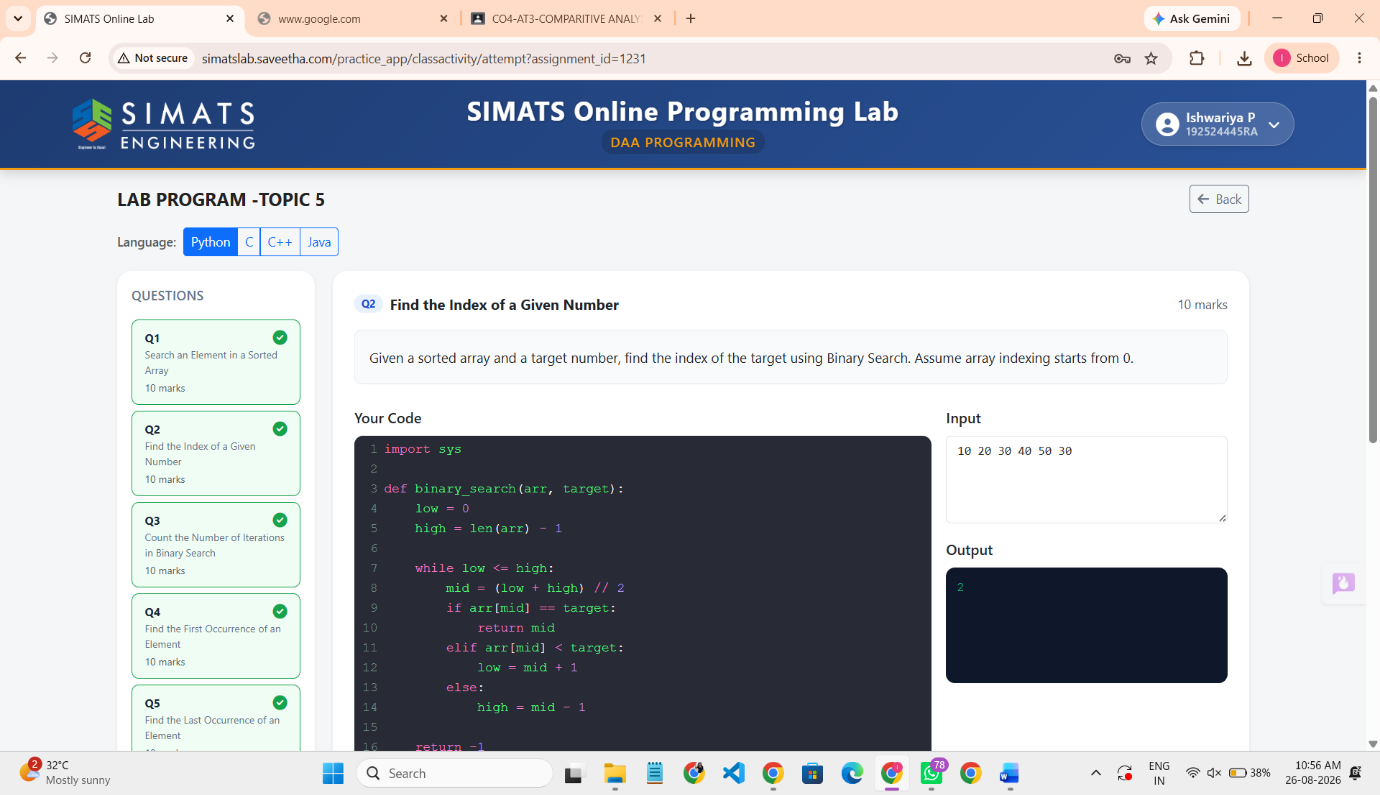 SIMATS Online Lab
www.google.com
CO4-AT3-COMPARITIVE ANALY
Ask Gemini
Not secure
simatslab.saveetha.com/practice_app/classactivity/attempt?assignment_id=1231
I
School
SIMATS
ENGINEERING
SIMATS Online Programming Lab
DAA PROGRAMMING
Ishwariya P
192524445RA
LAB PROGRAM -TOPIC 5
Back
Language:
Python
C
C++
Java
QUESTIONS
Q1
Search an Element in a Sorted
Array
10 marks
Q2
Find the Index of a Given
Number
10 marks
Q3
Count the Number of Iterations
in Binary Search
10 marks
Q4
Find the First Occurrence of an
Element
10 marks
Q5
Find the Last Occurrence of an
Element
Q2 Find the Index of a Given Number
10 marks
Given a sorted array and a target number, find the index of the target using Binary Search. Assume array indexing starts from 0.
Your Code
1 import sys
2
3 def binary_search(arr, target):
4 low = 0
5 high = len(arr) - 1
6
7 while low <= high:
8 mid = (low + high) // 2
9 if arr[mid] == target:
10 return mid
11 elif arr[mid] < target:
12 low = mid + 1
13 else:
14 high = mid - 1
15
16 return -1
Input
10 20 30 40 50 30
Output
2
2
32°C
Mostly sunny
Search
78
ENG
IN
38%
10:56 AM
26-08-2026